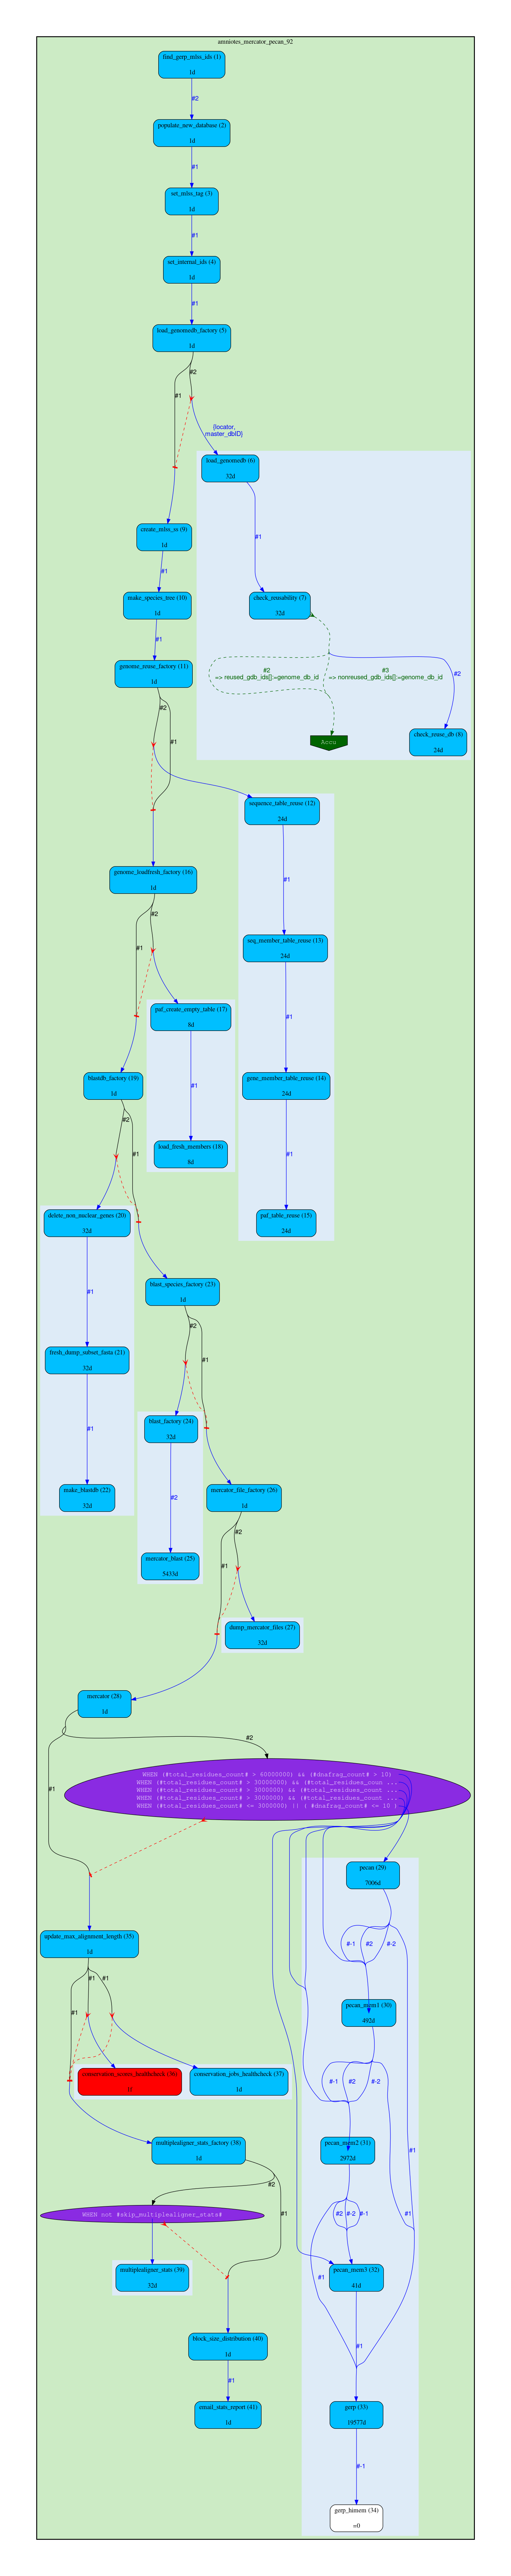 amniotes_mercator_pecan_92
find_gerp_mlss_ids (1)
1d
#2
populate_new_database (2)
1d
#1
set_mlss_tag (3)
1d
#1
set_internal_ids (4)
1d
#1
load_genomedb_factory (5)
1d
#2
#1
{locator,
master_dbID}
load_genomedb (6)
32d
create_mlss_ss (9)
1d
#1
#1
make_species_tree (10)
1d
check_reusability (7)
32d
#1
genome_reuse_factory (11)
1d
#2
=> reused_gdb_ids[]:=genome_db_id
#3
=> nonreused_gdb_ids[]:=genome_db_id
#2
#2
#1
Accu
check_reuse_db (8)
24d
sequence_table_reuse (12)
24d
genome_loadfresh_factory (16)
1d
#1
#2
#1
seq_member_table_reuse (13)
24d
paf_create_empty_table (17)
8d
#1
blastdb_factory (19)
1d
#1
gene_member_table_reuse (14)
24d
#2
#1
load_fresh_members (18)
8d
#1
delete_non_nuclear_genes (20)
32d
paf_table_reuse (15)
24d
#1
blast_species_factory (23)
1d
#2
#1
fresh_dump_subset_fasta (21)
32d
#1
blast_factory (24)
32d
make_blastdb (22)
32d
#2
mercator_file_factory (26)
1d
#2
#1
mercator_blast (25)
5433d
dump_mercator_files (27)
32d
mercator (28)
1d
#2
#1
WHEN (#total_residues_count# > 60000000) && (#dnafrag_count# > 10)
WHEN (#total_residues_count# > 30000000) && (#total_residues_coun ...
WHEN (#total_residues_count# > 3000000) && (#total_residues_count ...
WHEN (#total_residues_count# > 3000000) && (#total_residues_count ...
WHEN (#total_residues_count# <= 3000000) || ( #dnafrag_count# <= 10 )
pecan (29)
7006d
update_max_alignment_length (35)
1d
#-1
#2
#-2
#1
#1
#1
pecan_mem1 (30)
492d
conservation_scores_healthcheck (36)
1f
conservation_jobs_healthcheck (37)
1d
#-1
#2
#-2
#1
multiplealigner_stats_factory (38)
1d
pecan_mem2 (31)
2972d
#2
#1
WHEN not #skip_multiplealigner_stats#
#2
#-2
#-1
#1
multiplealigner_stats (39)
32d
#1
pecan_mem3 (32)
41d
block_size_distribution (40)
1d
#1
#1
email_stats_report (41)
1d
gerp (33)
19577d
#-1
gerp_himem (34)
=0